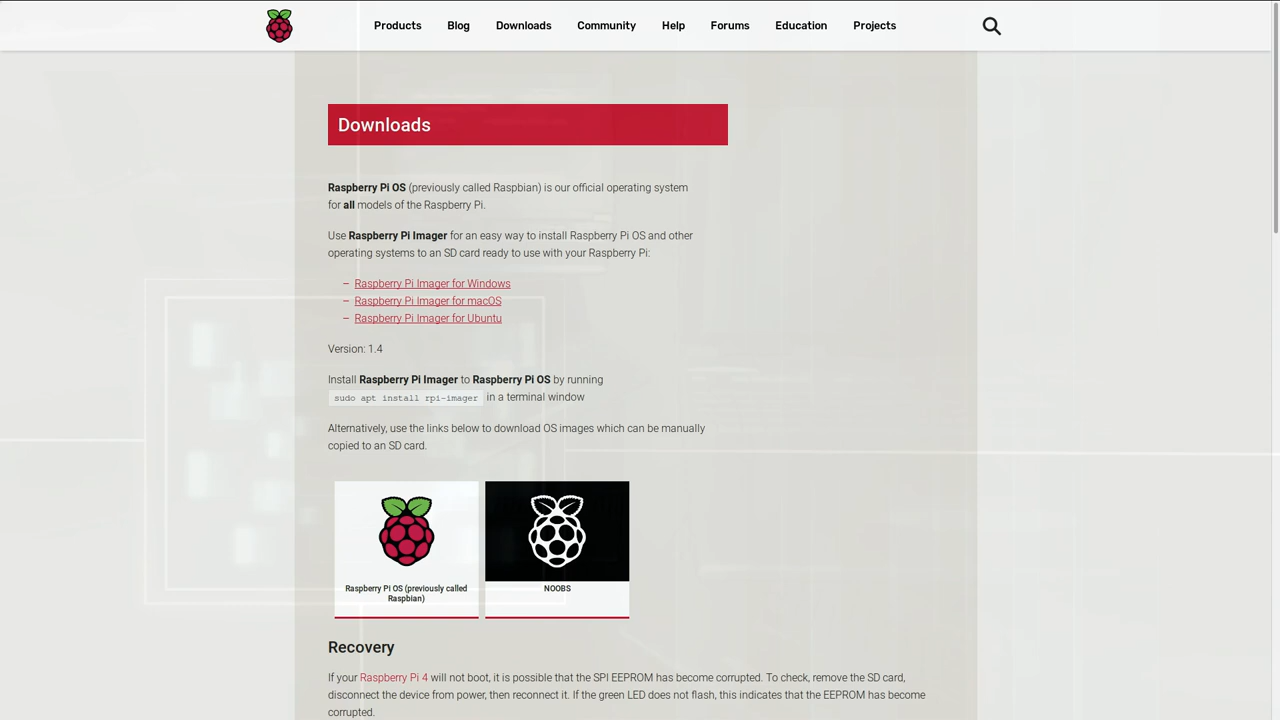 Products Blog Downloads Community Help Forums Education Projects
Downloads
Raspberry Pi OS (previously called Raspbian) is our official operating system
for all models of the Raspberry Pi.
Use Raspberry Pi Imager for an easy way to install Raspberry Pi OS and other
operating systems to an SD card ready to use with your Raspberry Pi:
– Raspberry Pi Imager for Windows
– Raspberry Pi Imager for macOS
– Raspberry Pi Imager for Ubuntu
Version: 1.4
Install Raspberry Pi Imager to Raspberry Pi OS by running
sudo apt install rpi-imager in a terminal window
Alternatively, use the links below to download OS images which can be manually
copied to an SD card.
Raspberry Pi OS (previously called
Raspbian)
NOOBS
Recovery
If your Raspberry Pi 4 will not boot, it is possible that the SPI EEPROM has become corrupted. To check, remove the SD card,
disconnect the device from power, then reconnect it. If the green LED does not flash, this indicates that the EEPROM has become
corrupted.